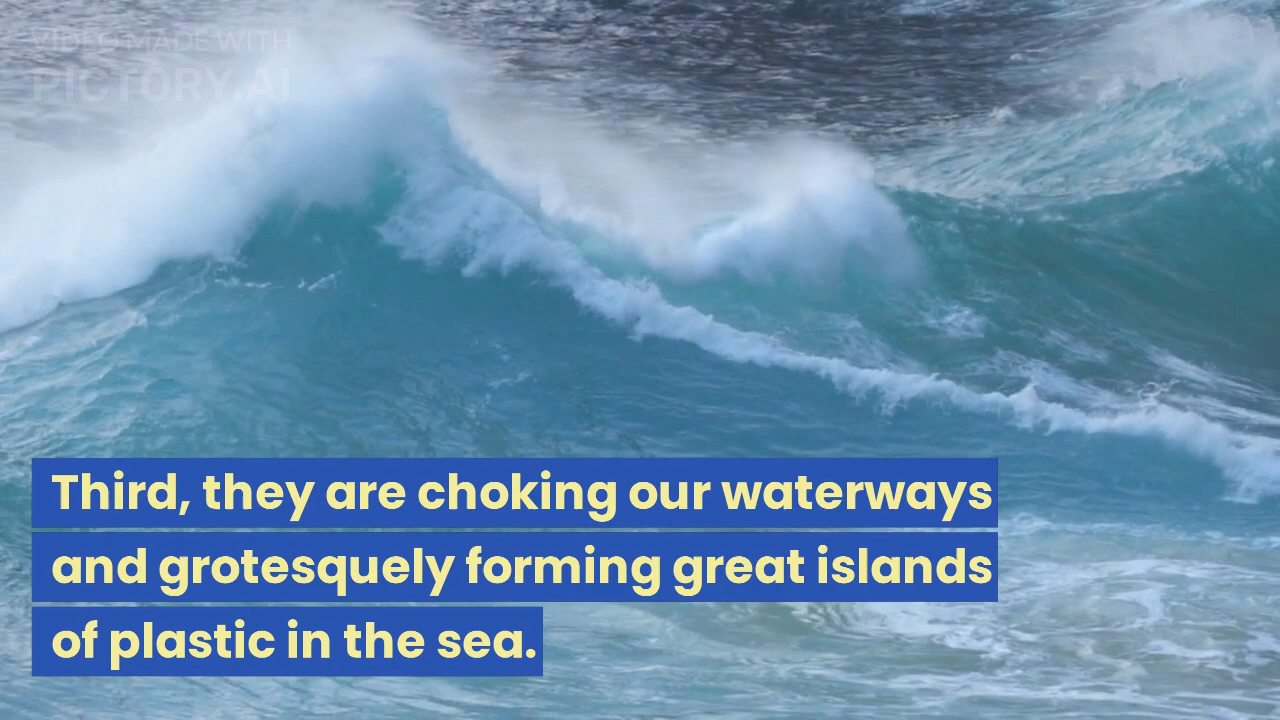 VIDEO MADE WITH
PICTORY.AI
Third, they are choking our waterways
and grotesquely forming great islands
of plastic in the sea.